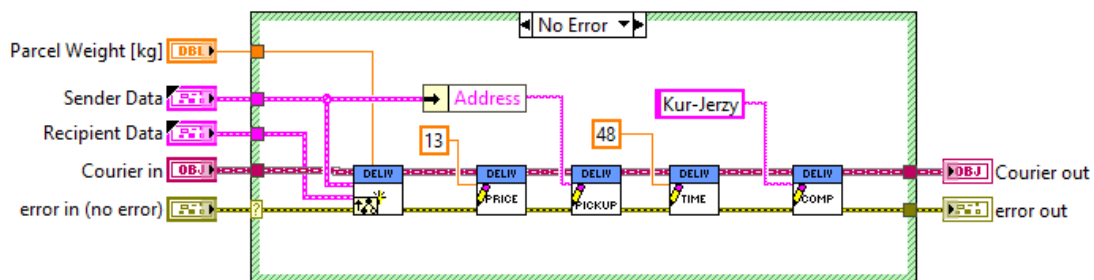 No Error
Parcel Weight [kg]
DBL
Sender Data
Address
Kur-Jerzy
Recipient Data
13
48
Courier in
OBJ
DELIV
DELIV
DELIV
DELIV
DELIV
OBJ
Courier out
PRICE
PICKUP
TIME
COMP
error in (no error)
?
error out